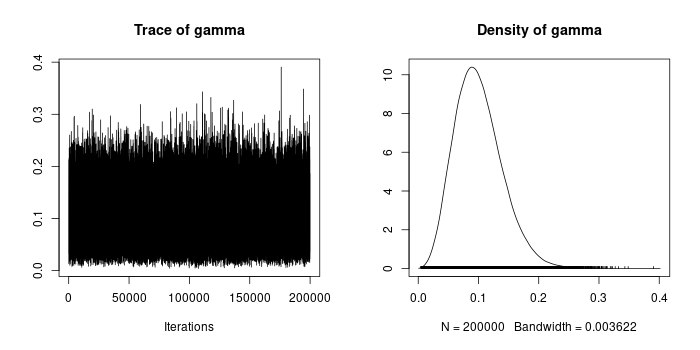 Trace of gamma
0.4
0.3
0.2
0.1
0.0
0 50000 100000 150000 200000
Iterations
Density of gamma
10
8
6
4
2
0
0.0 0.1 0.2 0.3 0.4
N = 200000 Bandwidth = 0.003622